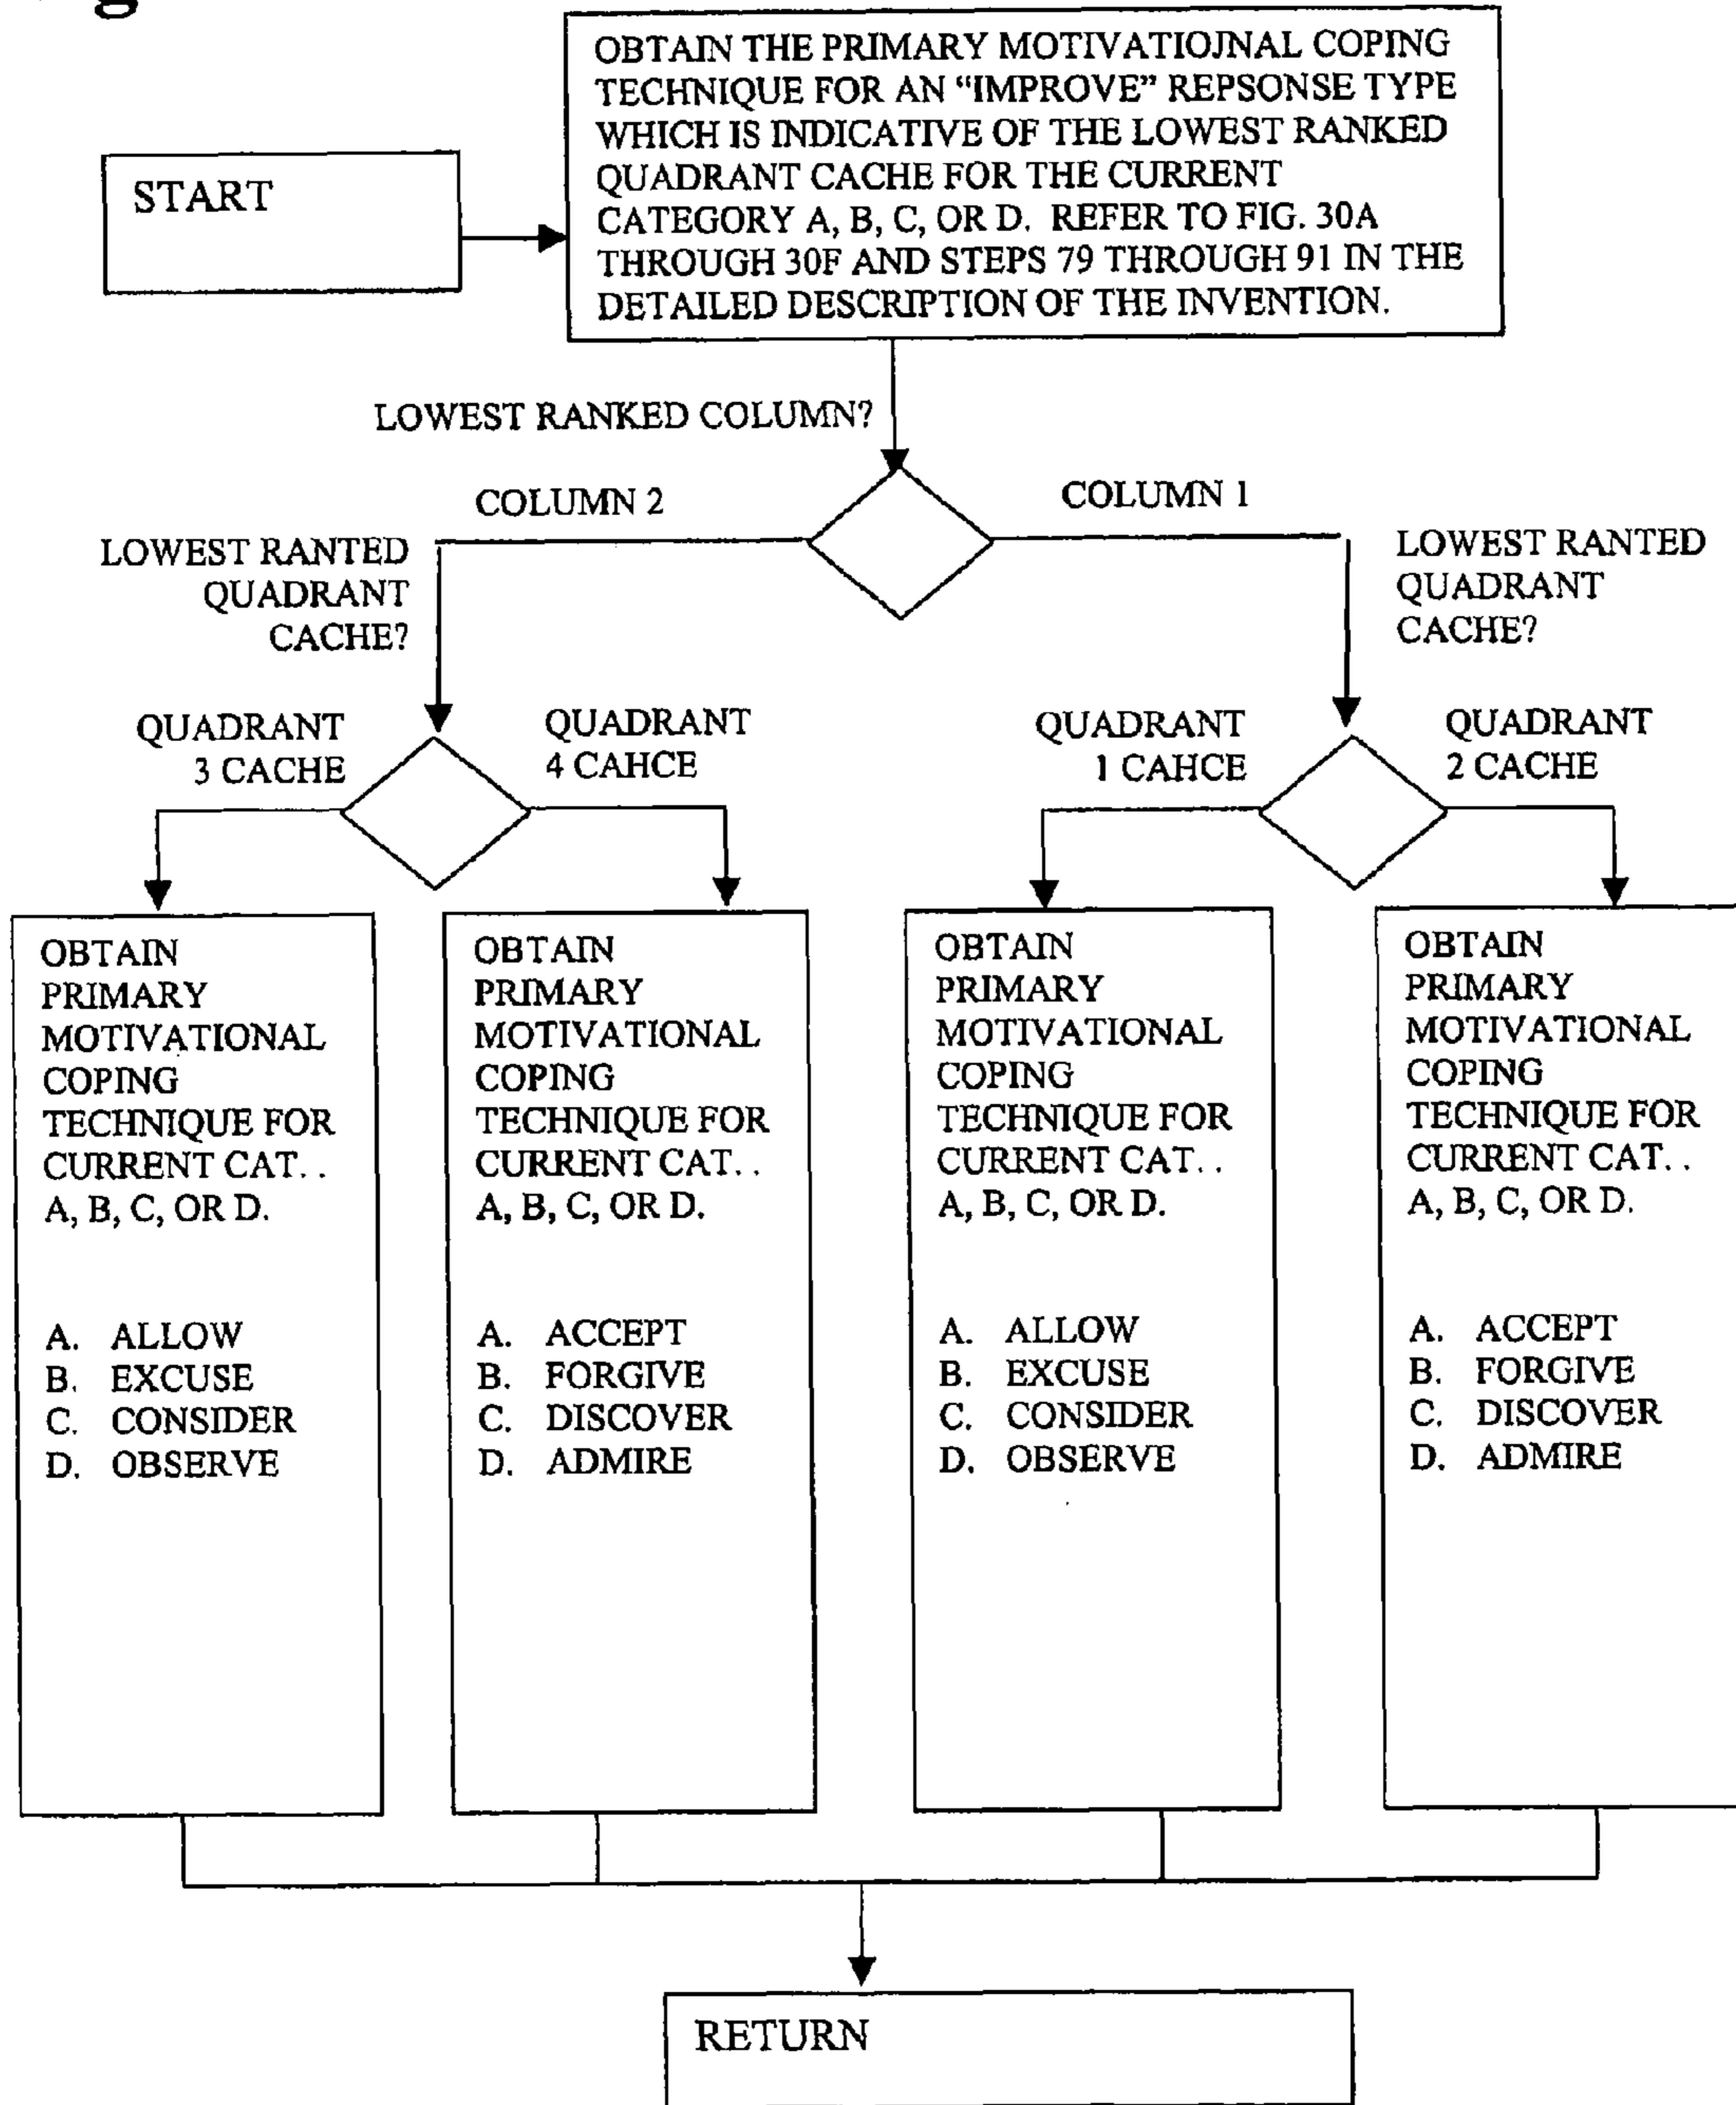 g
START
OBTAIN THE PRIMARY MOTIVATIOJNAL COPING
TECHNIQUE FOR AN “IMPROVE” REPSONSE TYPE
WHICH IS INDICATIVE OF THE LOWEST RANKED
QUADRANT CACHE FOR THE CURRENT
CATEGORY A, B, C, OR D. REFER TO FIG. 30A
THROUGH 30F AND STEPS 79 THROUGH 91 IN THE
DETAILED DESCRIPTION OF THE INVENTION.
LOWEST RANKED COLUMN?
COLUMN 2
COLUMN 1
LOWEST RANTED
QUADRANT
CACHE?
LOWEST RANTED
QUADRANT
CACHE?
QUADRANT
3 CACHE
QUADRANT
4 CAHCE
QUADRANT
1 CAHCE
QUADRANT
2 CACHE
OBTAIN
PRIMARY
MOTIVATIONAL
COPING
TECHNIQUE FOR
CURRENT CAT. .
A, B, C, OR D.
A. ALLOW
B. EXCUSE
C. CONSIDER
D. OBSERVE
OBTAIN
PRIMARY
MOTIVATIONAL
COPING
TECHNIQUE FOR
CURRENT CAT. .
A, B, C, OR D.
A. ACCEPT
B. FORGIVE
C. DISCOVER
D. ADMIRE
OBTAIN
PRIMARY
MOTIVATIONAL
COPING
TECHNIQUE FOR
CURRENT CAT. .
A, B, C, OR D.
A. ALLOW
B. EXCUSE
C. CONSIDER
D. OBSERVE
OBTAIN
PRIMARY
MOTIVATIONAL
COPING
TECHNIQUE FOR
CURRENT CAT. .
A, B, C, OR D.
A. ACCEPT
B. FORGIVE
C. DISCOVER
D. ADMIRE
RETURN